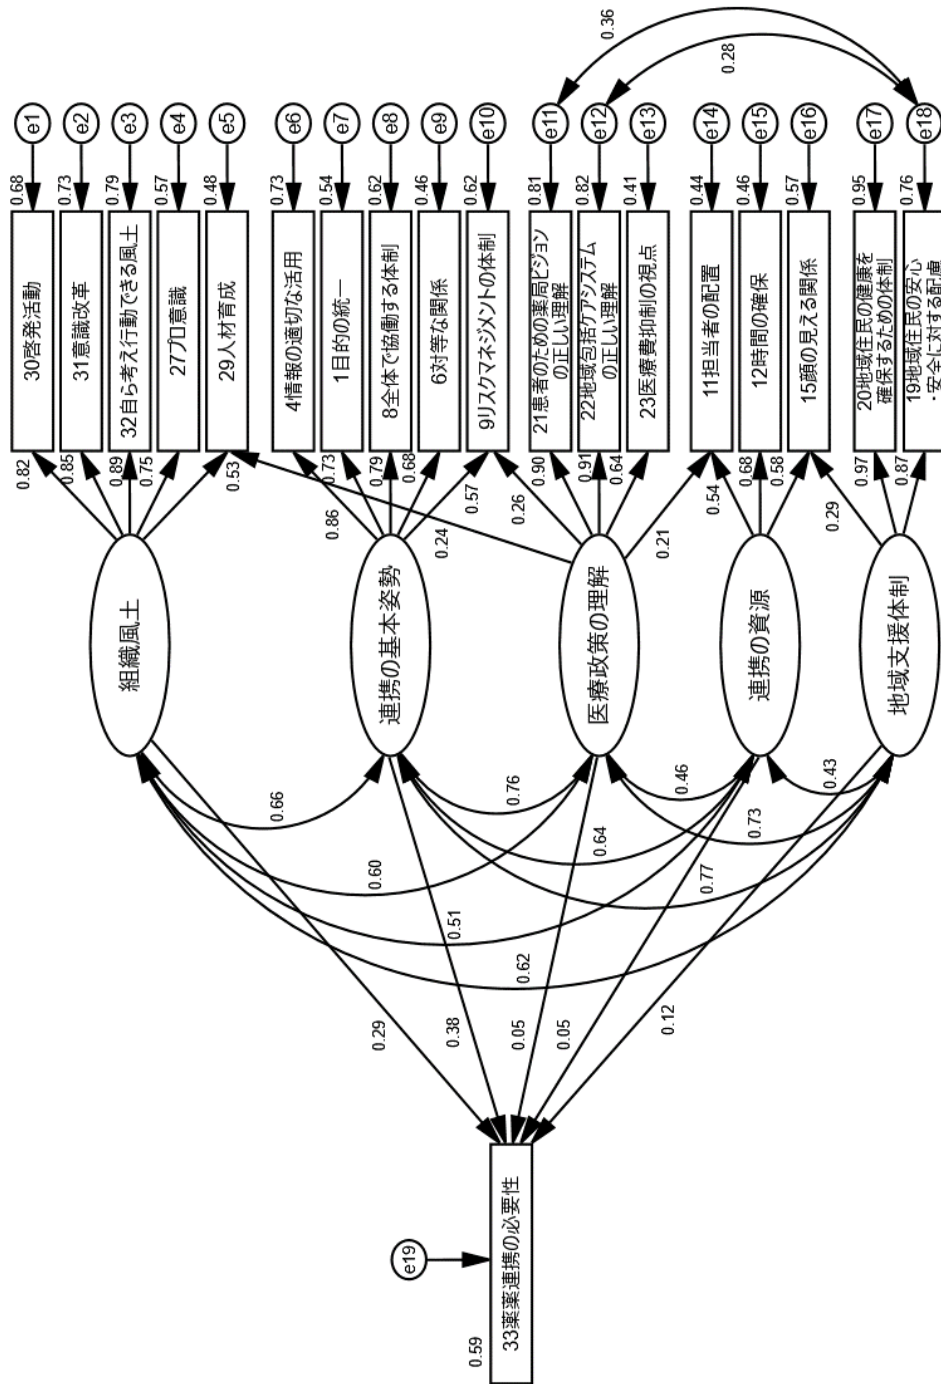 e1
e2
e3
e4
e5
e6
e7
e8
e9
e10
e11
e12
e13
e14
e15
e16
e17
e18
0.36
0.28
0.68
0.73
0.79
0.57
0.48
0.73
0.54
0.62
0.46
0.62
0.81
0.82
0.41
0.44
0.46
0.57
0.95
0.76
30啓発活動
31意識改革
32自ら考え行動できる風土
27プロ意識
29人材育成
4情報の適切な活用
1目的の統一
8全体で協働する体制
6対等な関係
9リスクマネジメントの体制
21患者のための薬局ビジョン
の正しい理解
22地域包括ケアシステム
の正しい理解
23医療費抑制の視点
11担当者の配置
12時間の確保
15顔の見える関係
20地域住民の健康を
確保するための体制
19地域住民の安心
・安全に対する配慮
0.82
0.85
0.89
0.75
0.53
0.86
0.73
0.79
0.68
0.57
0.24
0.26
0.90
0.91
0.64
0.21
0.54
0.68
0.58
0.29
0.97
0.87
組織風土
連携の基本姿勢
医療政策の理解
連携の資源
地域支援体制
0.66
0.76
0.46
0.43
0.60
0.64
0.73
0.51
0.77
0.62
0.29
0.38
0.05
0.05
0.12
33薬薬連携の必要性
0.59
e19